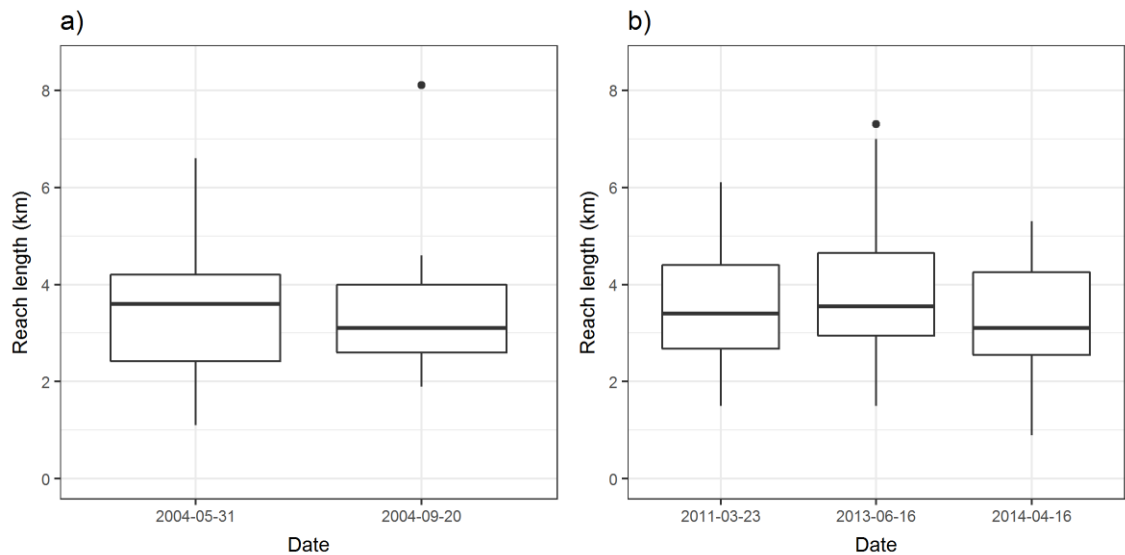 a)
Reach length (km)
8
6
4
2
0
2004-05-31 2004-09-20
Date
b)
Reach length (km)
8
6
4
2
0
2011-03-23 2013-06-16 2014-04-16
Date